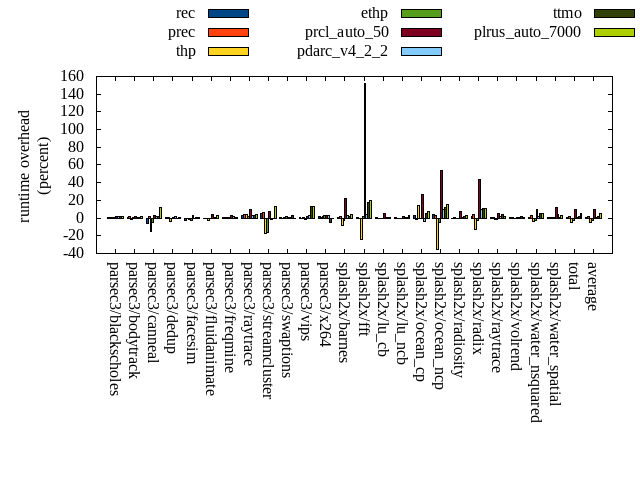 rec
prec
thp
ethp
prcl_auto_50
pdarc_v4_2_2
ttmo
plrus_auto_7000
runtime overhead
(percent)
160
140
120
100
80
60
40
20
0
-20
-40
parsec3/blackscholes
parsec3/bodytrack
parsec3/canneal
parsec3/dedup
parsec3/facesim
parsec3/fluidanimate
parsec3/freqmine
parsec3/raytrace
parsec3/streamcluster
parsec3/swaptions
parsec3/vips
parsec3/x264
splash2x/barnes
splash2x/fft
splash2x/lu_cb
splash2x/lu_ncb
splash2x/ocean_cp
splash2x/ocean_ncp
splash2x/radiosity
splash2x/radix
splash2x/raytrace
splash2x/volrend
splash2x/water_nsquared
splash2x/water_spatial
total
average